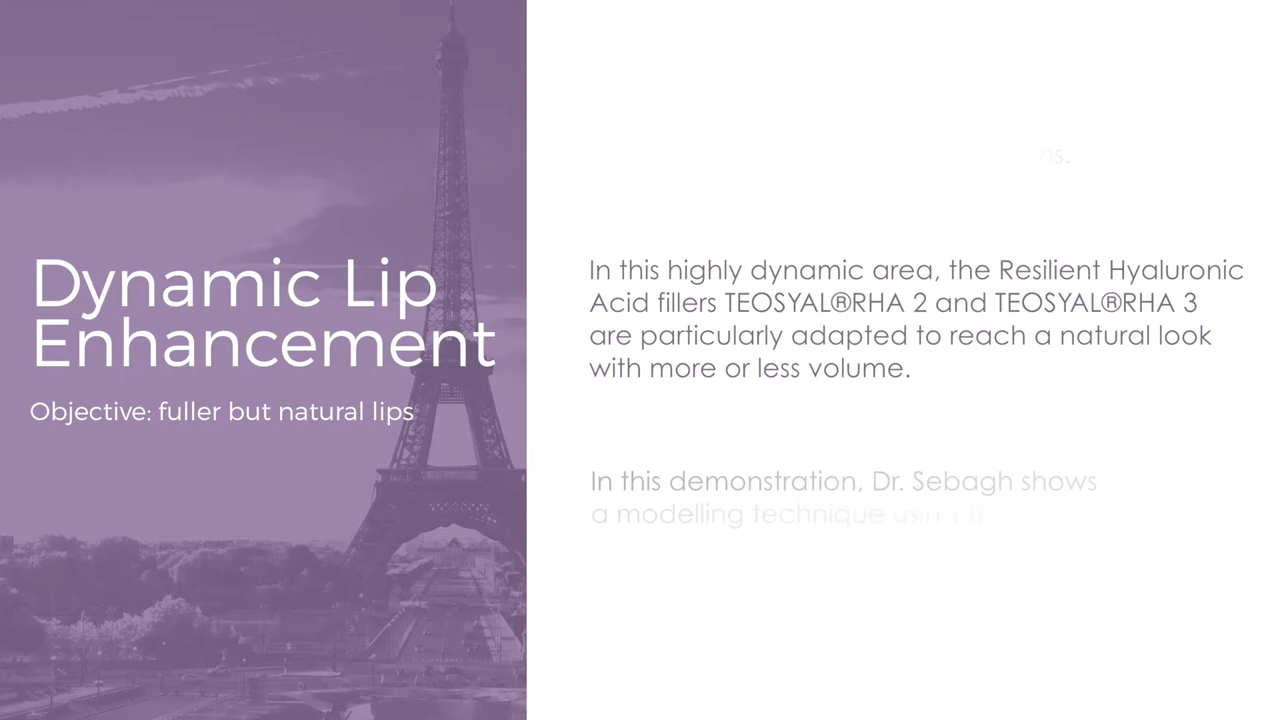 Dynamic Lip
Enhancement
Objective: fuller but natural lips
In this highly dynamic area, the Resilient Hyaluronic
Acid fillers TEOSYAL®RHA 2 and TEOSYAL®RHA 3
are particularly adapted to reach a natural look
with more or less volume.
In this demonstration, Dr. Sebagh shows
a modelling technique using